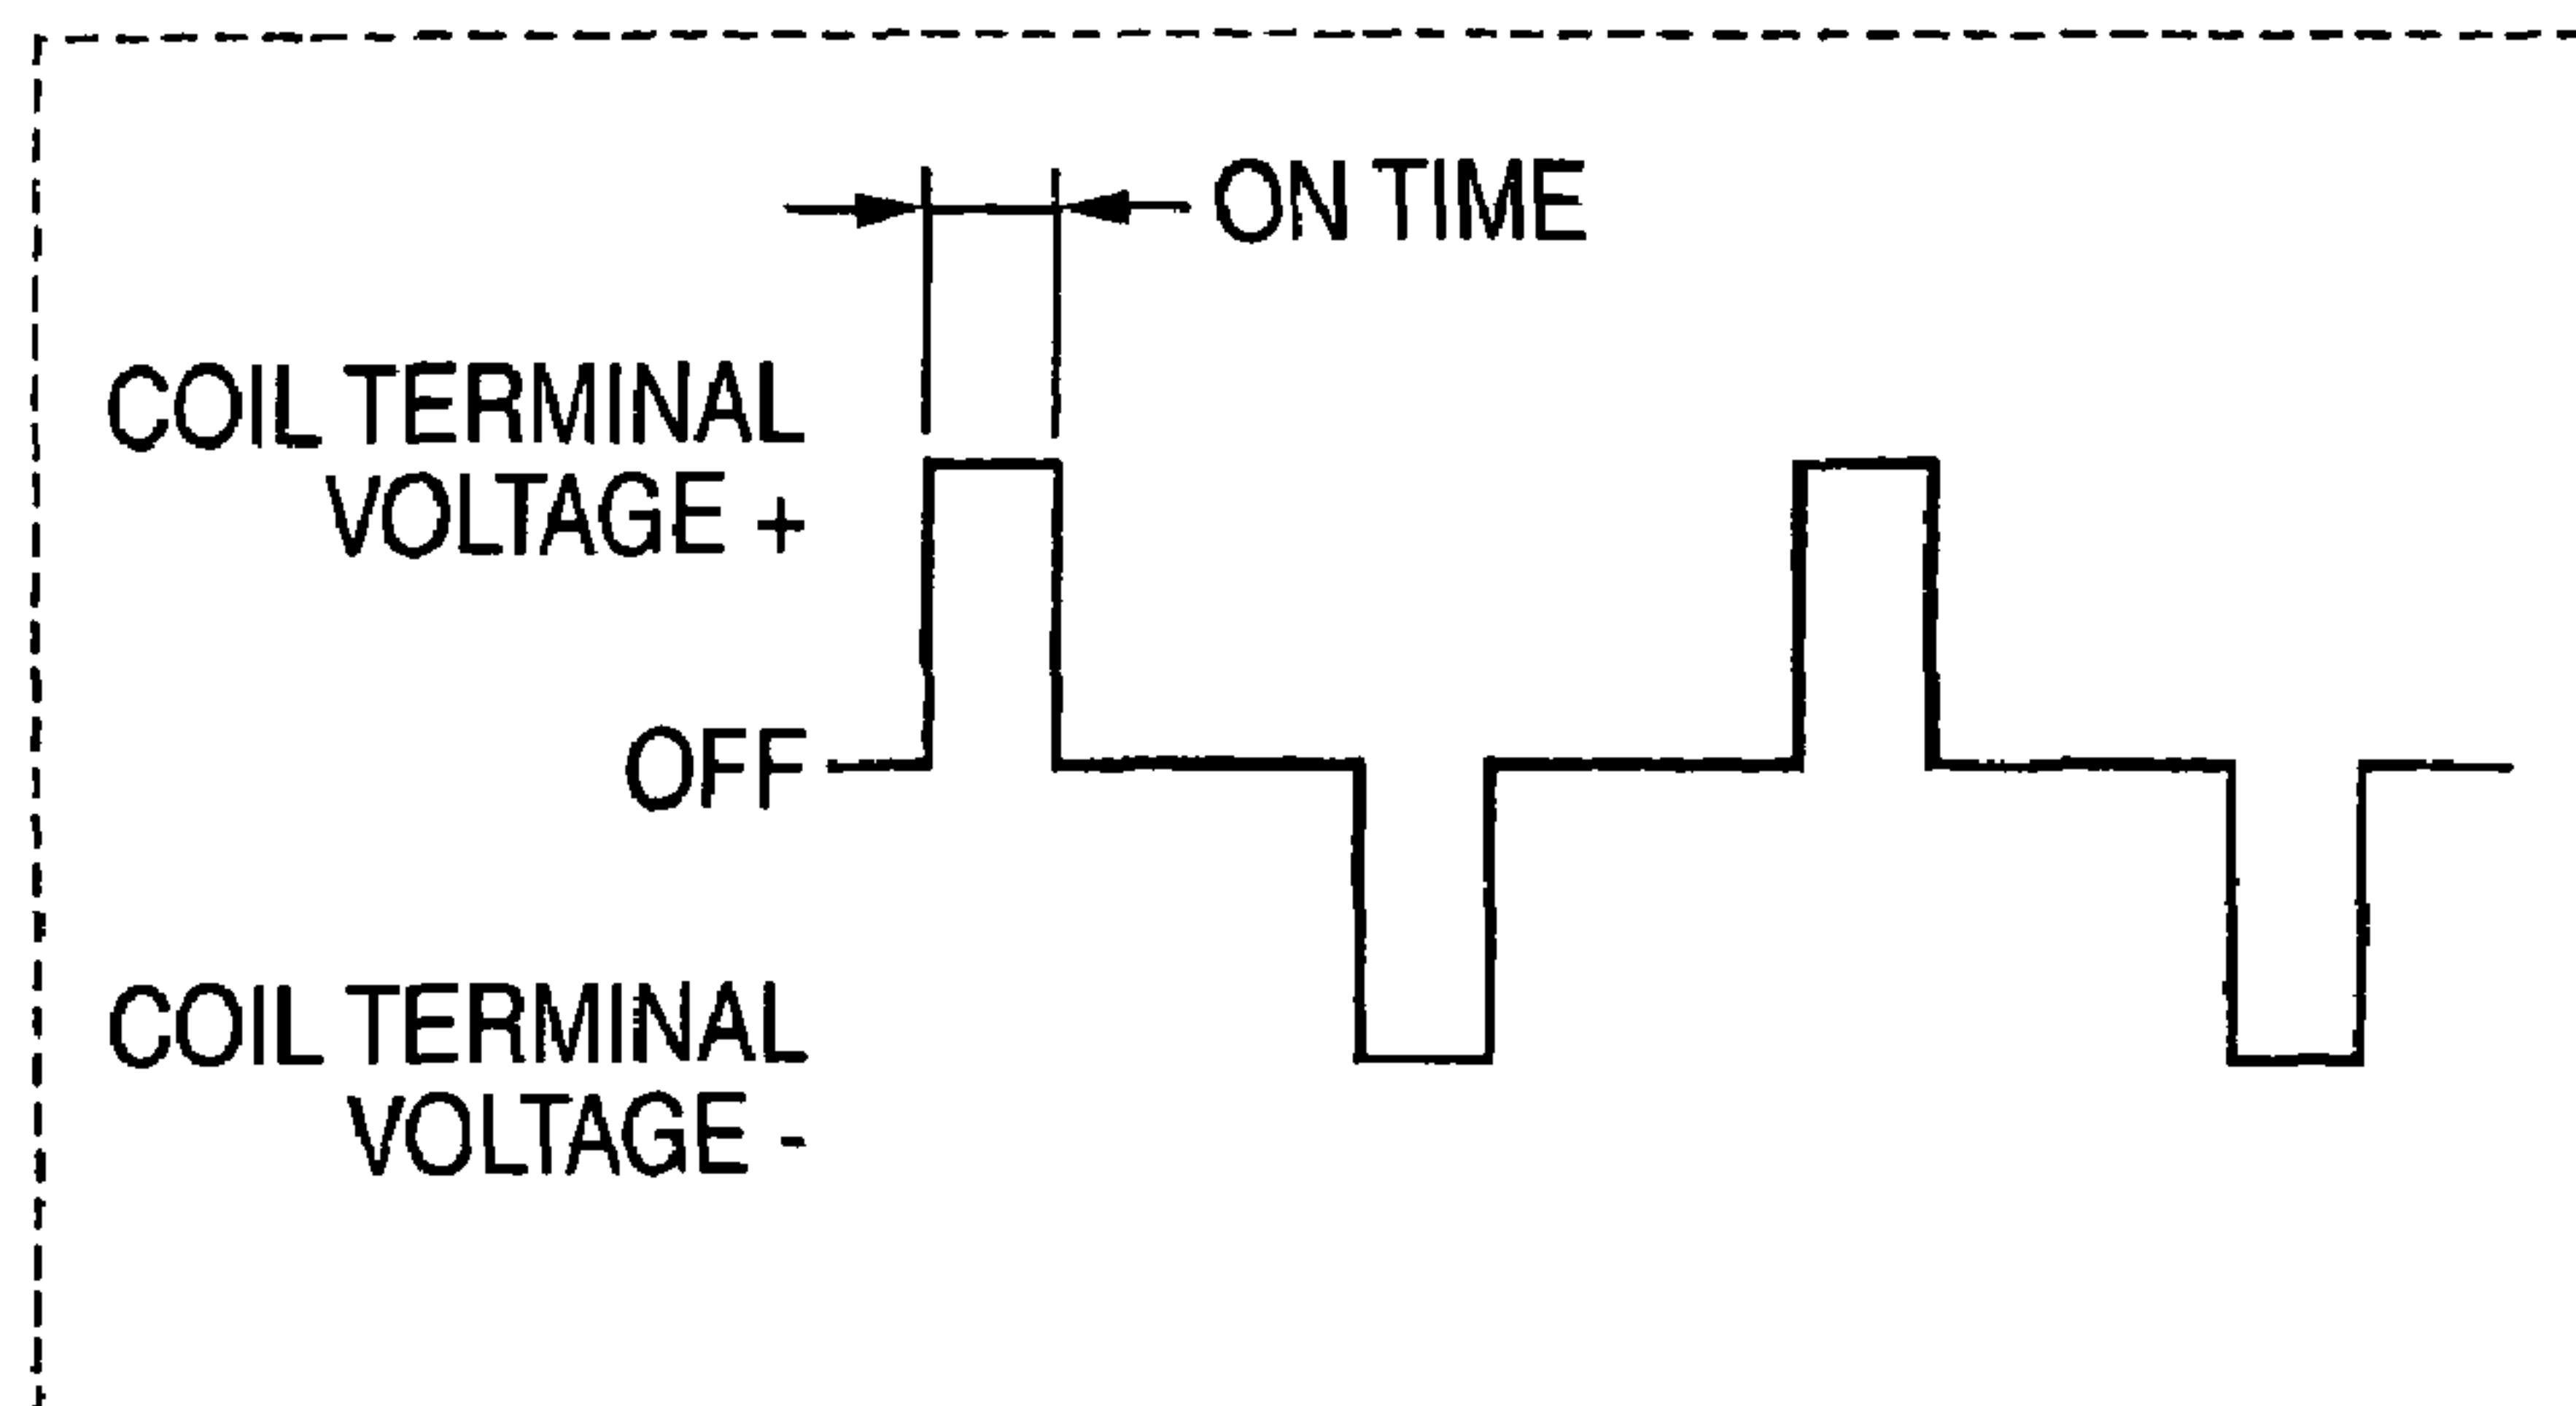 ON TIME
COIL TERMINAL
VOLTAGE +
OFF
COIL TERMINAL
VOLTAGE -